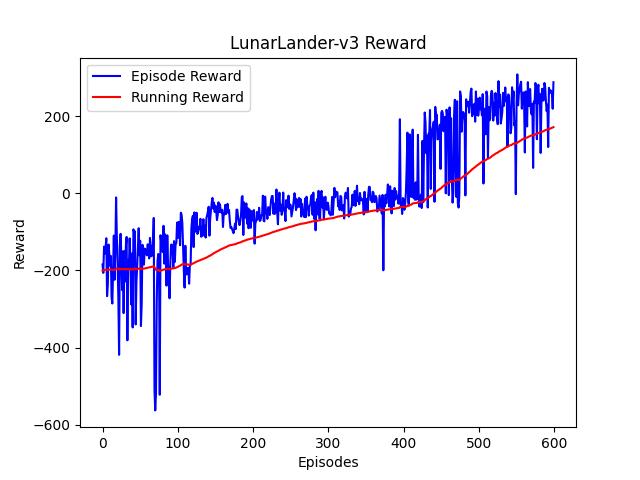 LunarLander-v3 Reward
Episode Reward
Running Reward
200
0
−200
−400
−600
Reward
0 100 200 300 400 500 600
Episodes